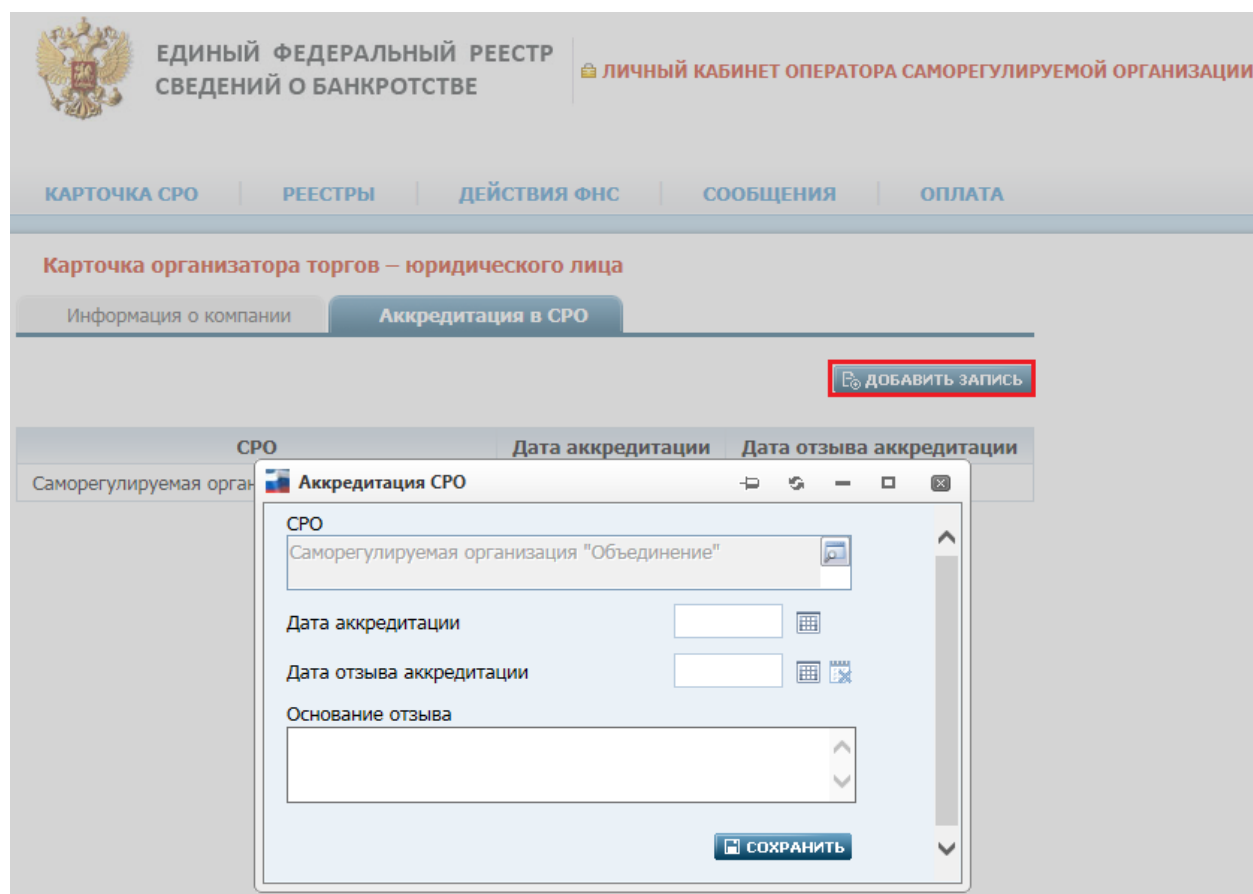 ЕДИНЫЙ ФЕДЕРАЛЬНЫЙ РЕЕСТР
СВЕДЕНИЙ О БАНКРОТСТВЕ
ЛИЧНЫЙ КАБИНЕТ ОПЕРАТОРА САМОРЕГУЛИРУЕМОЙ ОРГАНИЗАЦИИ
КАРТОЧКА СРО РЕЕСТРЫ ДЕЙСТВИЯ ФНС СООБЩЕНИЯ ОПЛАТА
Карточка организатора торгов – юридического лица
Информация о компании Аккредитация в СРО
ДОБАВИТЬ ЗАПИСЬ
СРО Дата аккредитации Дата отзыва аккредитации
Саморегулируемая орган
Аккредитация СРО
СРО
Саморегулируемая организация "Объединение"
Дата аккредитации
Дата отзыва аккредитации
Основание отзыва
СОХРАНИТЬ